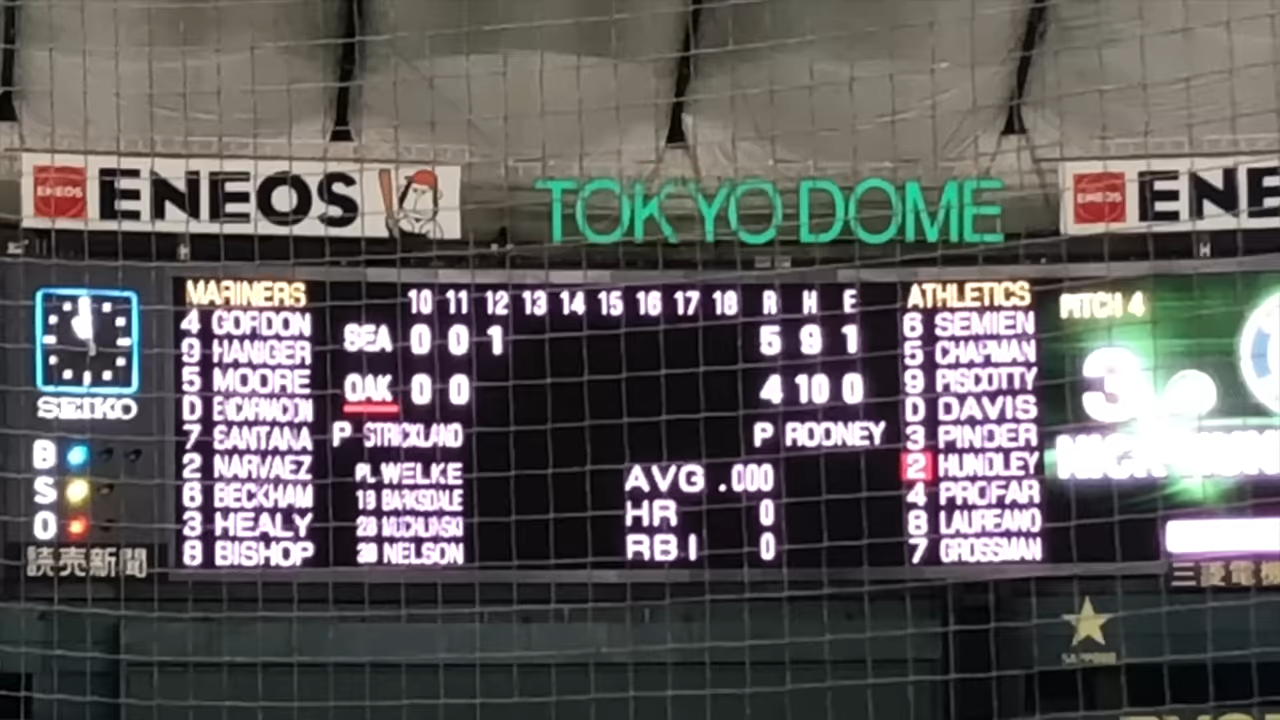 ENEOS ENEOS
TOKYO DOME
ENEOS ENE
MARINERS
4 GORDON
9 HANIGER
5 MOORE
D ENCARNACION
7 SANTANA
2 NARVAEZ
6 BECKHAM
3 HEALY
8 BISHOP
10 11 12 13 14 15 16 17 18 R H E
SEA 0 0 1 5 9 1
OAK 0 0 4 10 0
P STRICKLAND P RODNEY
PL WELKE
1B BARKSDALE
2B MUCHLINSKI
3B NELSON
AVG .000
HR 0
RBI 0
ATHLETICS
6 SEMIEN
5 CHAPMAN
9 PISCOTTY
D DAVIS
3 PINDER
2 HUNDLEY
4 PROFAR
8 LAUREANO
7 GROSSMAN
PITCH 4
SEIKO
B
S
O
読売新聞
三菱電機
SAPPORO